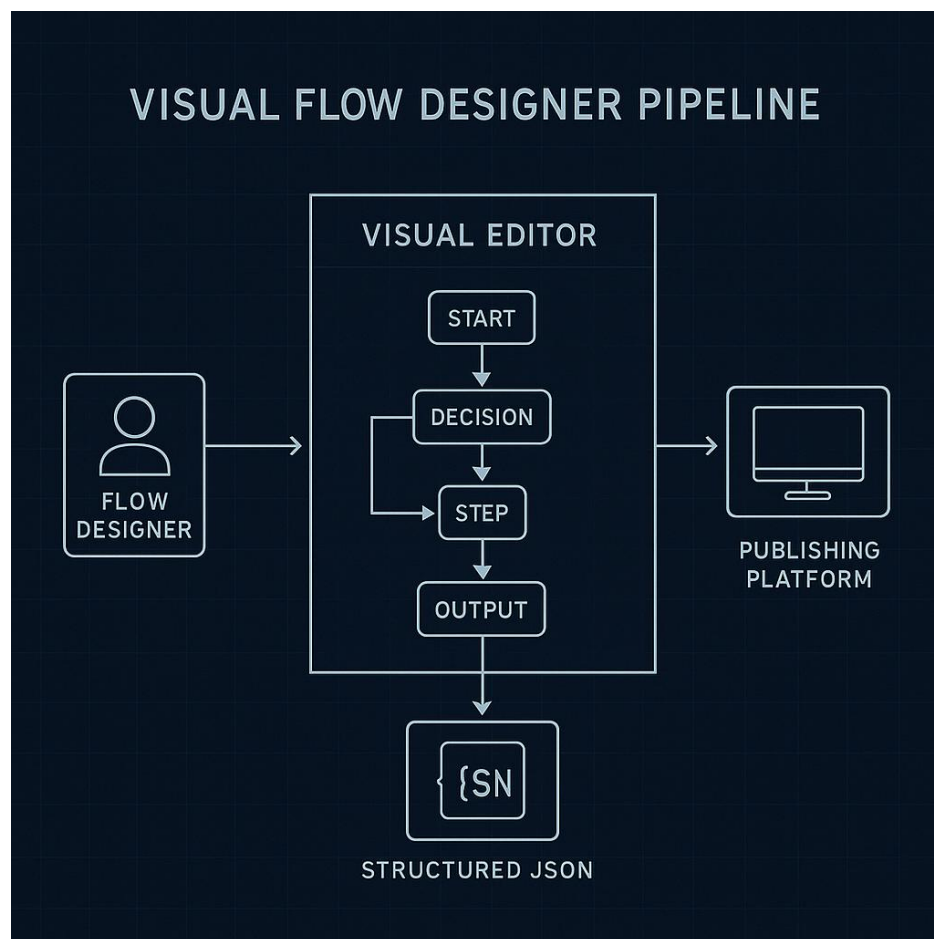 VISUAL FLOW DESIGNER PIPELINE
VISUAL EDITOR
START
DECISION
STEP
OUTPUT
FLOW
DESIGNER
PUBLISHING
PLATFORM
{SN
STRUCTURED JSON